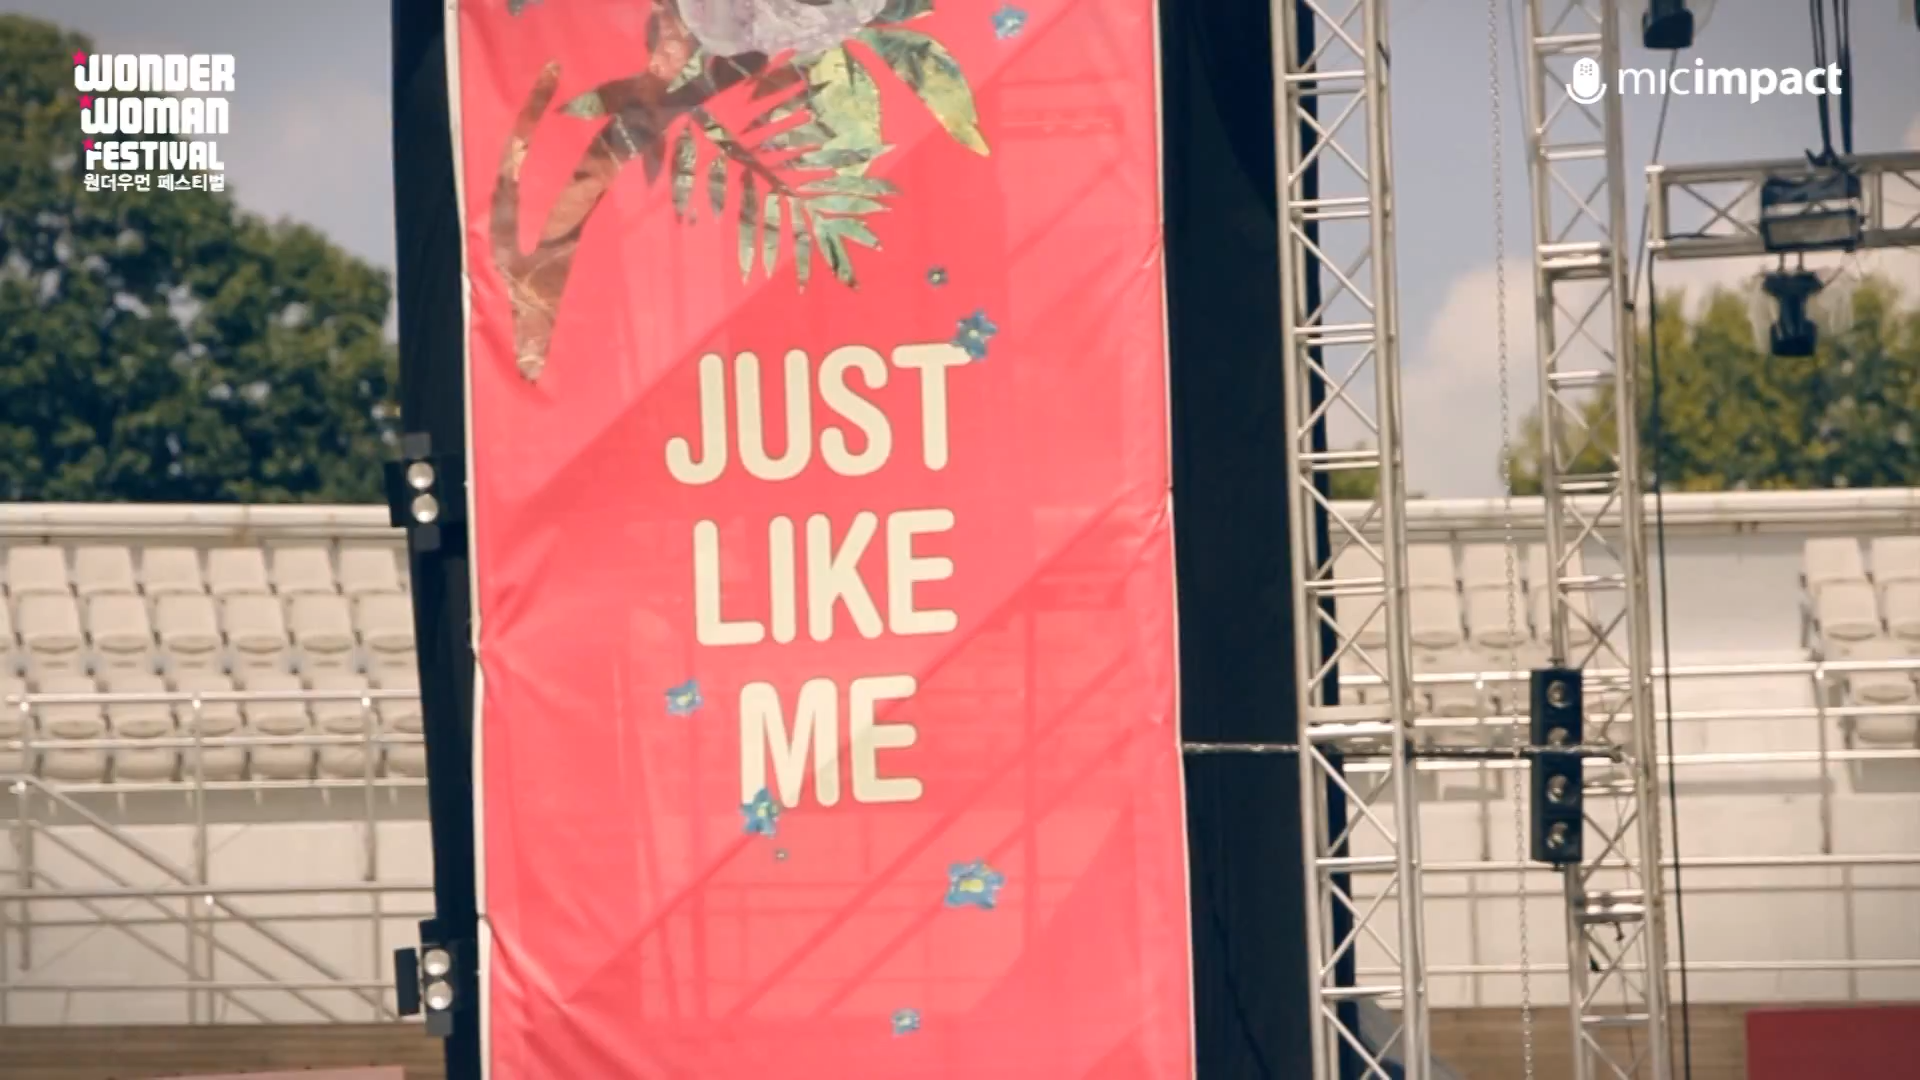 WONDER
WOMAN
FESTIVAL
원더우먼 페스티벌
micimpact
JUST
LIKE
ME